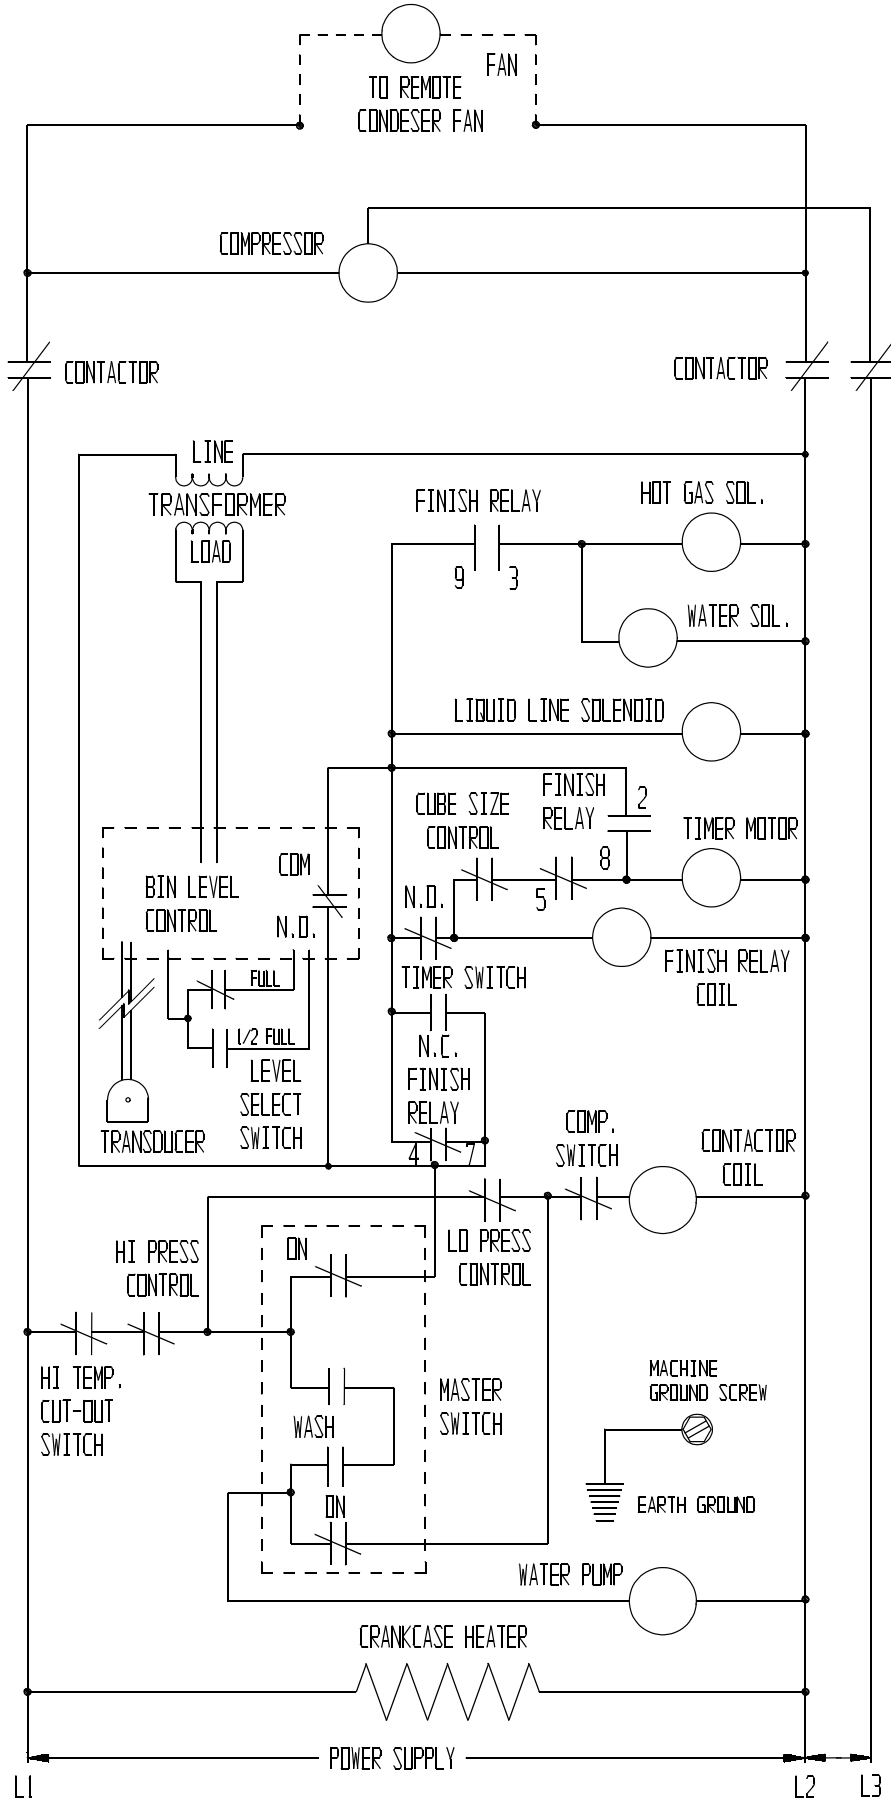 FAN
TO REMOTE
CONDESER FAN
COMPRESSOR
CONTACTOR
CONTACTOR
LINE
TRANSFORMER
LOAD
FINISH RELAY
9
3
HOT GAS SOL.
WATER SOL.
LIQUID LINE SOLENOID
FINISH
RELAY
2
8
CUBE SIZE
CONTROL
TIMER MOTOR
5
COM
N.O.
BIN LEVEL
CONTROL
N.O.
TIMER SWITCH
FINISH RELAY
COIL
FULL
1/2 FULL
LEVEL
SELECT
SWITCH
TRANSDUCER
N.C.
FINISH
RELAY
4
7
COMP.
SWITCH
CONTACTOR
COIL
HI PRESS
CONTROL
ON
LO PRESS
CONTROL
HI TEMP.
CUT-OUT
SWITCH
WASH
MASTER
SWITCH
ON
MACHINE
GROUND SCREW
EARTH GROUND
WATER PUMP
CRANKCASE HEATER
POWER SUPPLY
L1
L2
L3